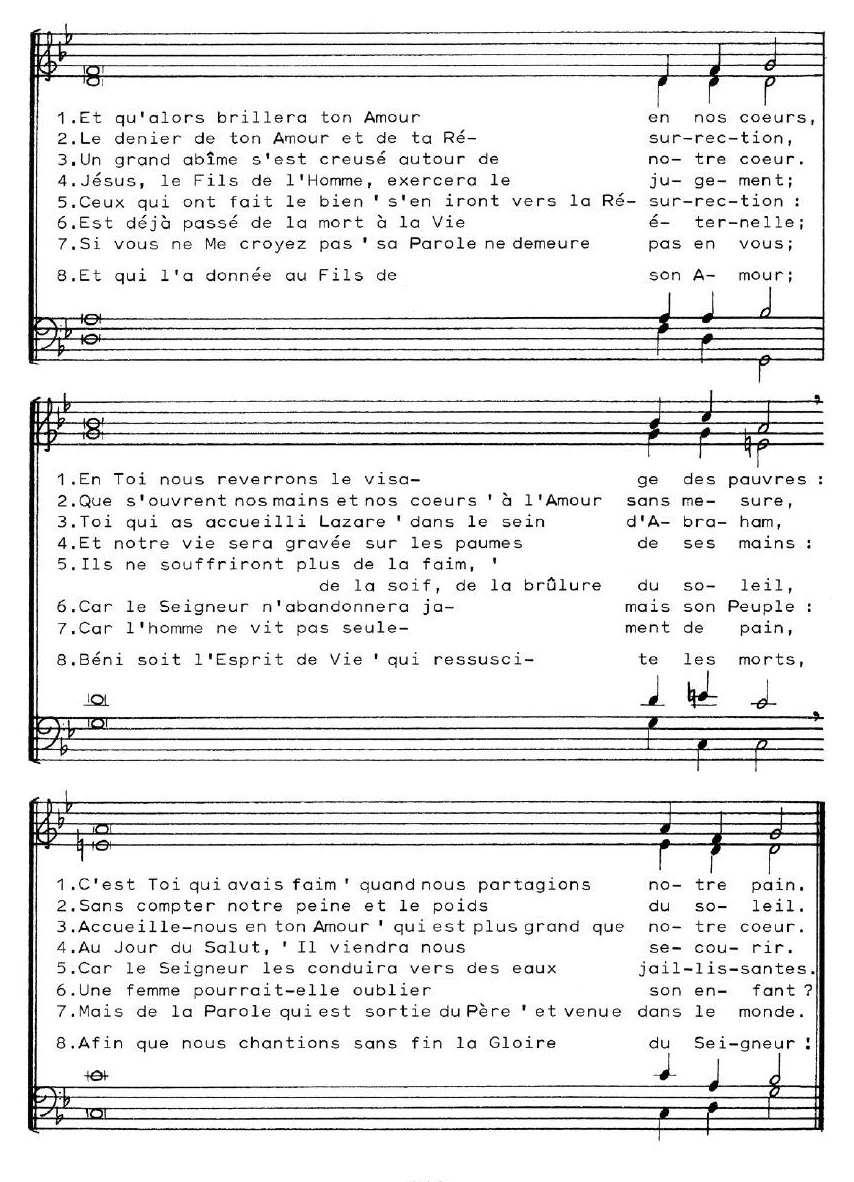 1.Et qu'alors brillera ton Amour en nos coeurs,
2.Le denier de ton Amour et de ta Ré- sur-rec-tion,
3.Un grand abîme s'est creusé autour de no- tre coeur.
4.Jésus, le Fils de l'Homme, exercera le ju- ge- ment;
5.Ceux qui ont fait le bien ' s'en iront vers la Ré- sur-rec-tion :
6.Est déjà passé de la mort à la Vie é- ter-nelle;
7.Si vous ne Me croyez pas ' sa Parole ne demeure pas en vous;
8.Et qui l'a donnée au Fils de son A- mour;
1.En Toi nous reverrons le visa- ge des pauvres :
2.Que s'ouvrent nos mains et nos coeurs ' à l'Amour sans me- sure,
3.Toi qui as accueilli Lazare ' dans le sein d'A- bra- ham,
4.Et notre vie sera gravée sur les paumes de ses mains :
5.Ils ne souffriront plus de la faim, '
de la soif, de la brûlure du so- leil,
6.Car le Seigneur n'abandonnera ja- mais son Peuple :
7.Car l'homme ne vit pas seule- ment de pain,
8.Béni soit l'Esprit de Vie ' qui ressusci- te les morts,
1.C'est Toi qui avais faim ' quand nous partagions no- tre pain.
2.Sans compter notre peine et le poids du so- leil.
3.Accueille-nous en ton Amour ' qui est plus grand que no- tre coeur.
4.Au Jour du Salut, ' Il viendra nous se- cou- rir.
5.Car le Seigneur les conduira vers des eaux jail-lis-santes.
6.Une femme pourrait-elle oublier son en- fant ?
7.Mais de la Parole qui est sortie du Père ' et venue dans le monde.
8.Afin que nous chantions sans fin la Gloire du Sei-gneur !